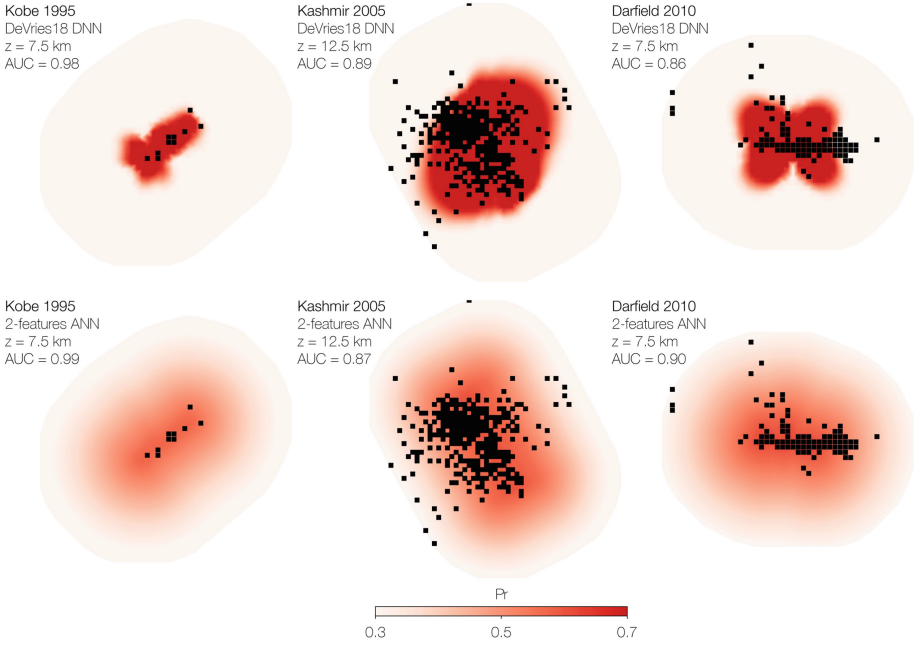 Kobe 1995
DeVries18 DNN
z = 7.5 km
AUC = 0.98
Kashmir 2005
DeVries18 DNN
z = 12.5 km
AUC = 0.89
Darfield 2010
DeVries18 DNN
z = 7.5 km
AUC = 0.86
Kobe 1995
2-features ANN
z = 7.5 km
AUC = 0.99
Kashmir 2005
2-features ANN
z = 12.5 km
AUC = 0.87
Darfield 2010
2-features ANN
z = 7.5 km
AUC = 0.90
Pr
0.3 0.5 0.7